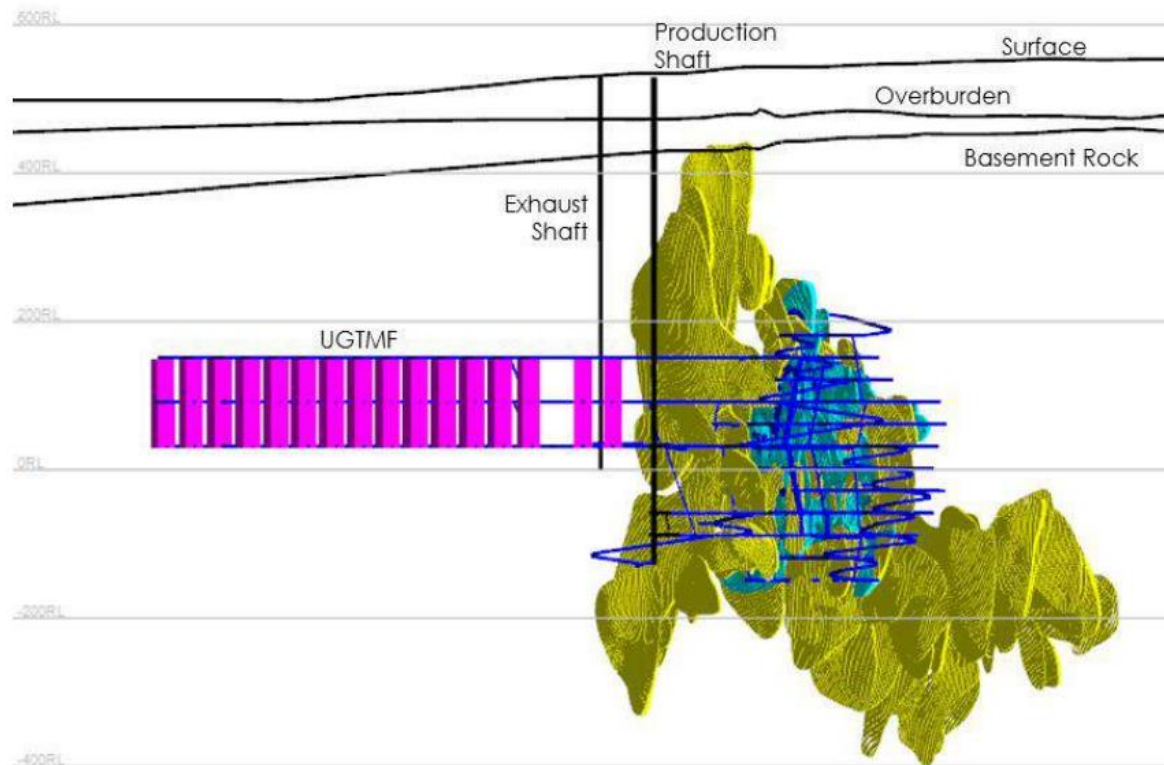 600RL
Production
Shaft
Surface
Overburden
Basement Rock
400RL
Exhaust
Shaft
200RL
UGTMF
0RL
-200RL
-400RL